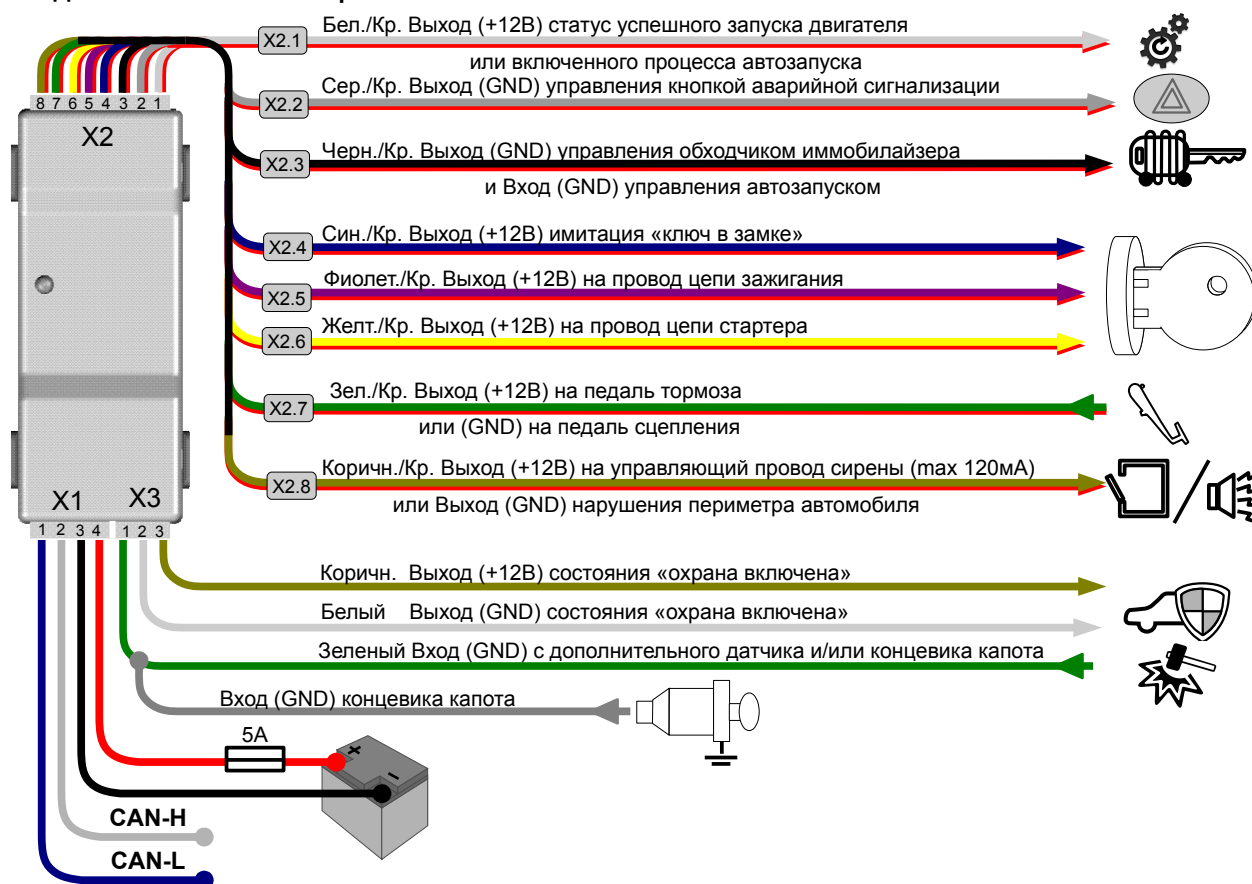 Бел./Кр. Выход (+12В) статус успешного запуска двигателя
X2.1
или включенного процесса автозапуска
Сер./Кр. Выход (GND) управления кнопкой аварийной сигнализации
X2.2
8 7 6 5 4 3 2 1
X2
Черн./Кр. Выход (GND) управления обходчиком иммобилайзера
X2.3
и Вход (GND) управления автозапуском
Син./Кр. Выход (+12В) имитация «ключ в замке»
X2.4
Фиолет./Кр. Выход (+12В) на провод цепи зажигания
X2.5
Желт./Кр. Выход (+12В) на провод цепи стартера
X2.6
Зел./Кр. Выход (+12В) на педаль тормоза
X2.7
или (GND) на педаль сцепления
Коричн./Кр. Выход (+12В) на управляющий провод сирены (max 120мА)
X2.8
или Выход (GND) нарушения периметра автомобиля
X1 X3
1 2 3 4 1 2 3
Коричн. Выход (+12В) состояния «охрана включена»
Белый Выход (GND) состояния «охрана включена»
Зеленый Вход (GND) с дополнительного датчика и/или концевика капота
Вход (GND) концевика капота
5А
+ −
CAN-H
CAN-L